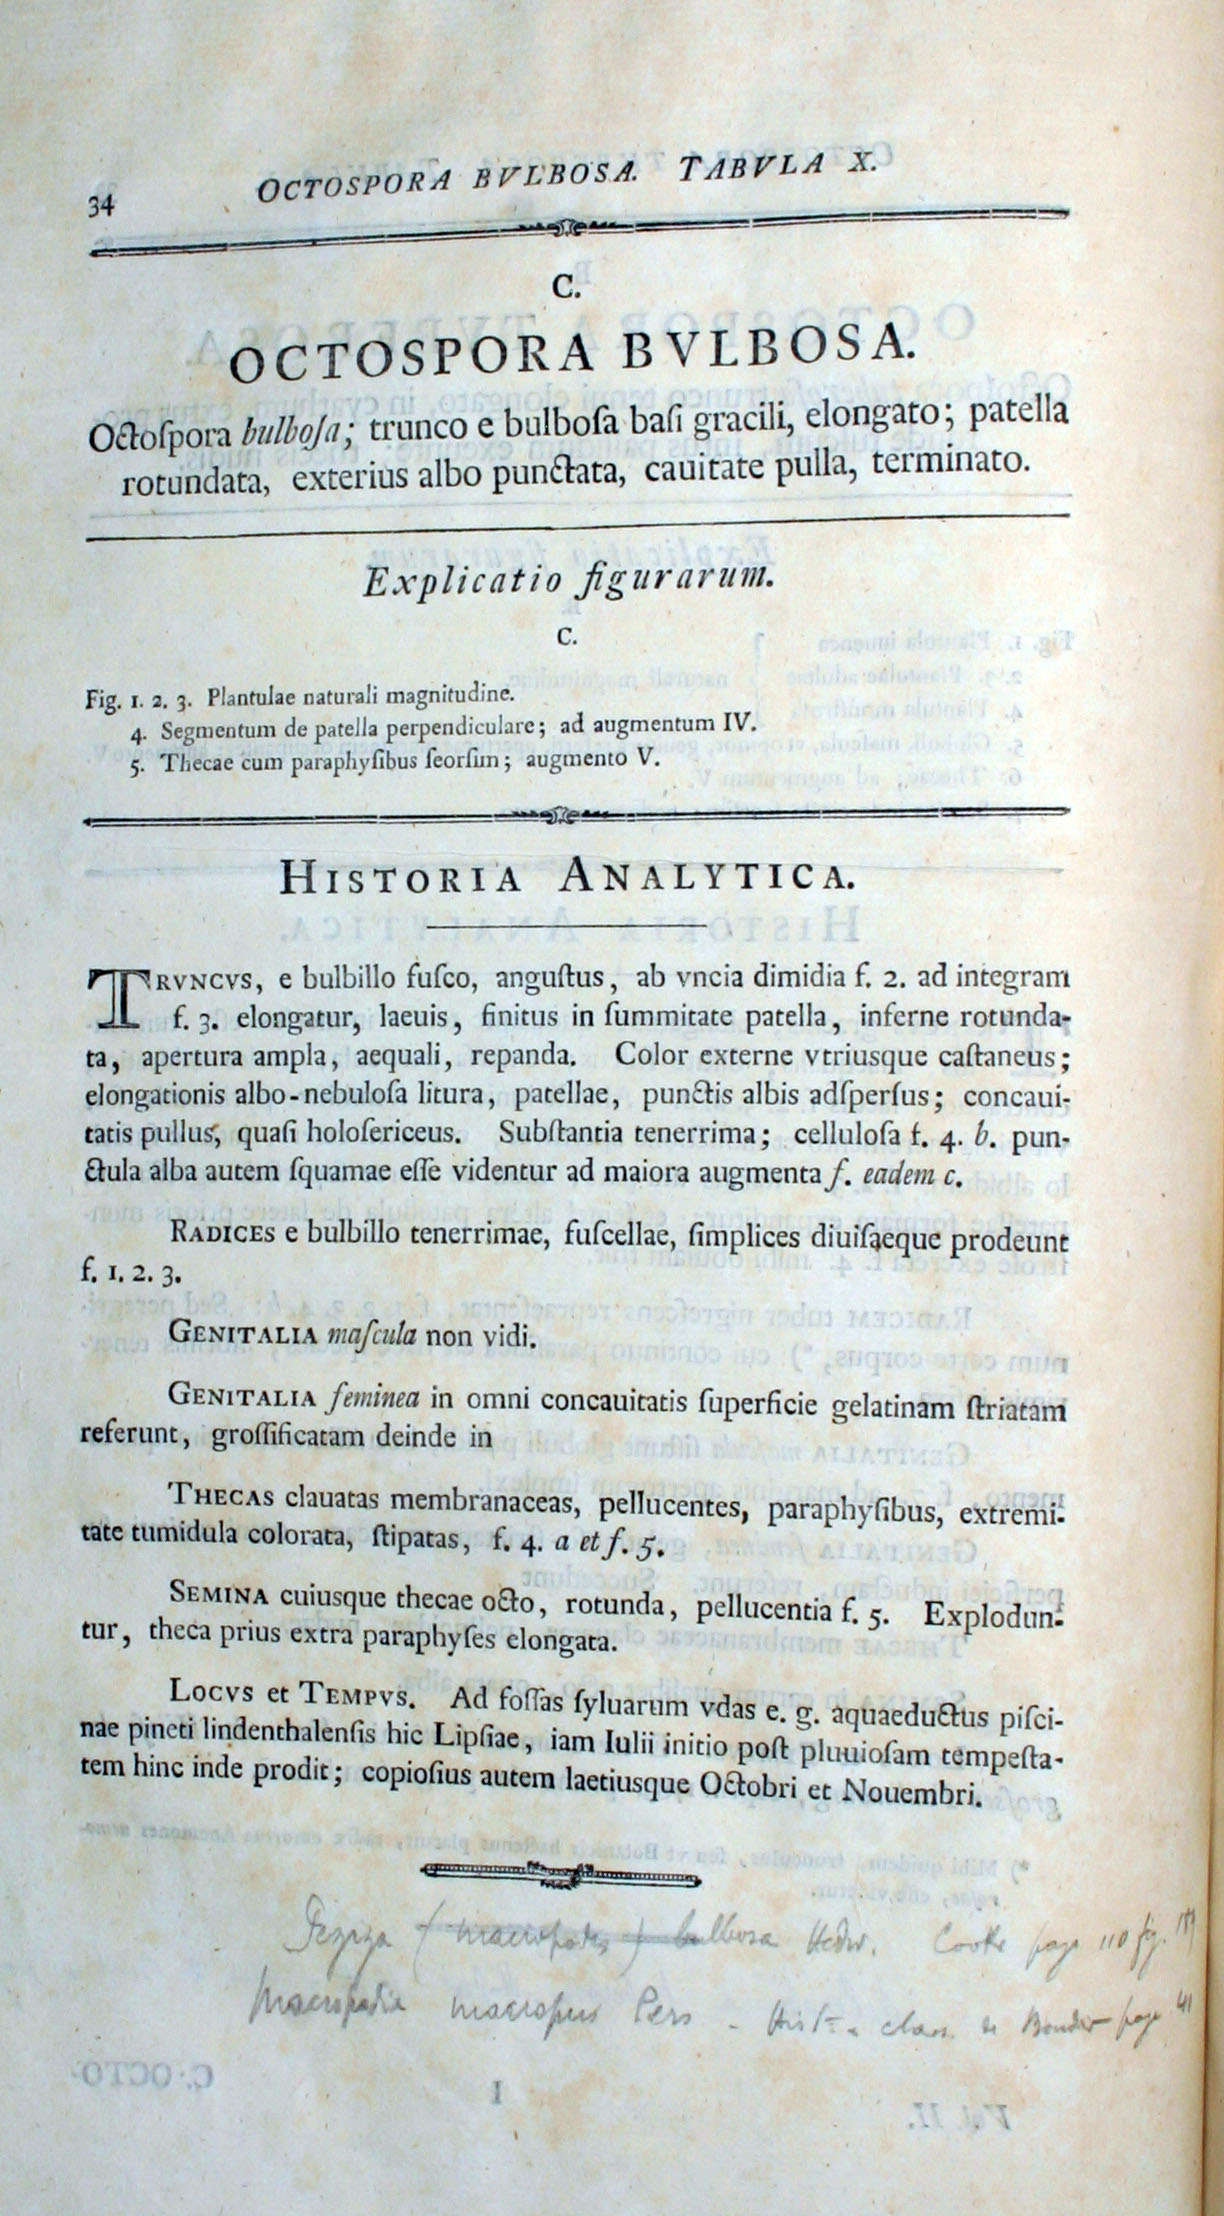 34
OCTOSPORA BVLBOSA. TABVLA X.
C.
OCTOSPORA BVLBOSA.
Octoſpora bulboſa; trunco e bulboſa baſi gracili, elongato; patella
rotundata, exterius albo punctata, cauitate pulla, terminato.
Explicatio figurarum.
C.
Fig. 1. 2. 3. Plantulae naturali magnitudine.
4. Segmentum de patella perpendiculare; ad augmentum IV.
5. Thecae cum paraphyſibus ſeorſim; augmento V.
HISTORIA ANALYTICA.
TRVNCVS, e bulbillo fuſco, anguſtus, ab vncia dimidia f. 2. ad integram
f. 3. elongatur, laeuis, finitus in ſummitate patella, inferne rotunda-
ta, apertura ampla, aequali, repanda. Color externe vtriusque caſtaneus;
elongationis albo-nebuloſa litura, patellae, punctis albis adſperſus; concaui-
tatis pullus, quaſi holoſericeus. Subſtantia tenerrima; celluloſa f. 4. b. pun-
ctula alba autem ſquamae eſſe videntur ad maiora augmenta f. eadem c.
RADICES e bulbillo tenerrimae, fuſcellae, ſimplices diuiſaeque prodeunt
f. 1. 2. 3.
GENITALIA maſcula non vidi.
GENITALIA feminea in omni concauitatis ſuperficie gelatinam ſtriatam
referunt, groſſificatam deinde in
THECAS clauatas membranaceas, pellucentes, paraphyſibus, extremi-
tate tumidula colorata, ſtipatas, f. 4. a et f. 5.
SEMINA cuiusque thecae octo, rotunda, pellucentia f. 5. Explodun-
tur, theca prius extra paraphyſes elongata.
LOCVS et TEMPVS. Ad foſſas ſyluarum vdas e. g. aquaeductus piſci-
nae pineti lindenthalenſis hic Lipſiae, iam Iulii initio poſt pluuioſam tempeſta-
tem hinc inde prodit; copioſius autem laetiusque Octobri et Nouembri.
Peziza (macropodes) bulbosa Hedw. Cooke page 110 fig. 189
Macropodia macropus Pers - page 41